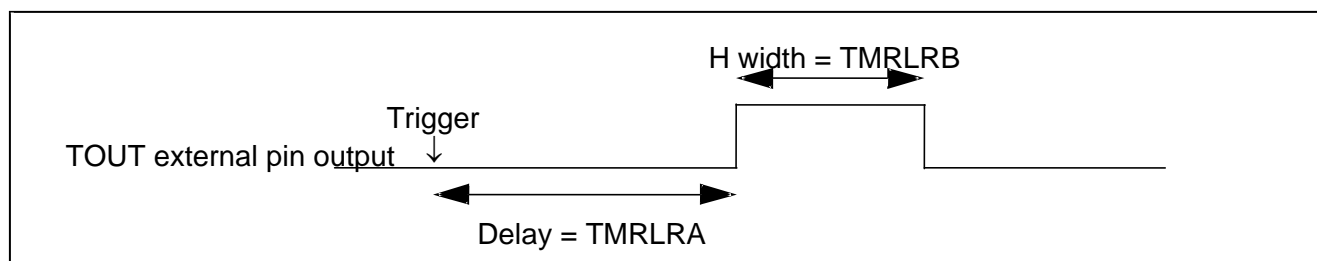 H width = TMRLRB
Trigger
TOUT external pin output
Delay = TMRLRA